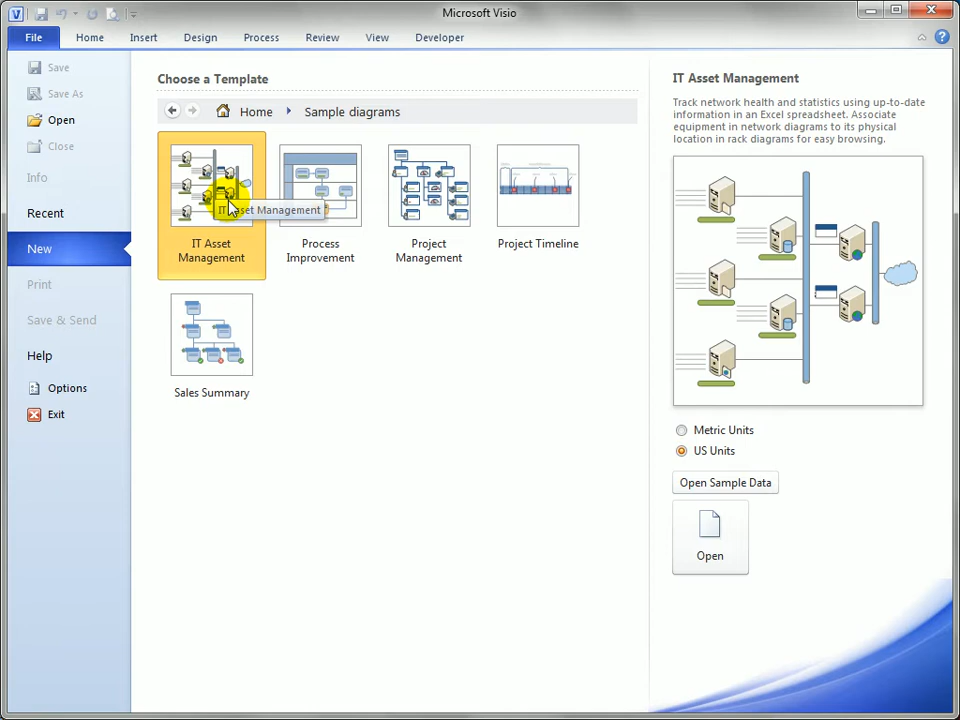 Microsoft Visio
File Home Insert Design Process Review View Developer
Save
Save As
Open
Close
Info
Recent
New
Print
Save & Send
Help
Options
Exit
Choose a Template
Home Sample diagrams
IT Asset Management
IT Asset
Management
Process
Improvement
Project
Management
Project Timeline
Sales Summary
IT Asset Management
Track network health and statistics using up-to-date
information in an Excel spreadsheet. Associate
equipment in network diagrams to its physical
location in rack diagrams for easy browsing.
Metric Units
US Units
Open Sample Data
Open